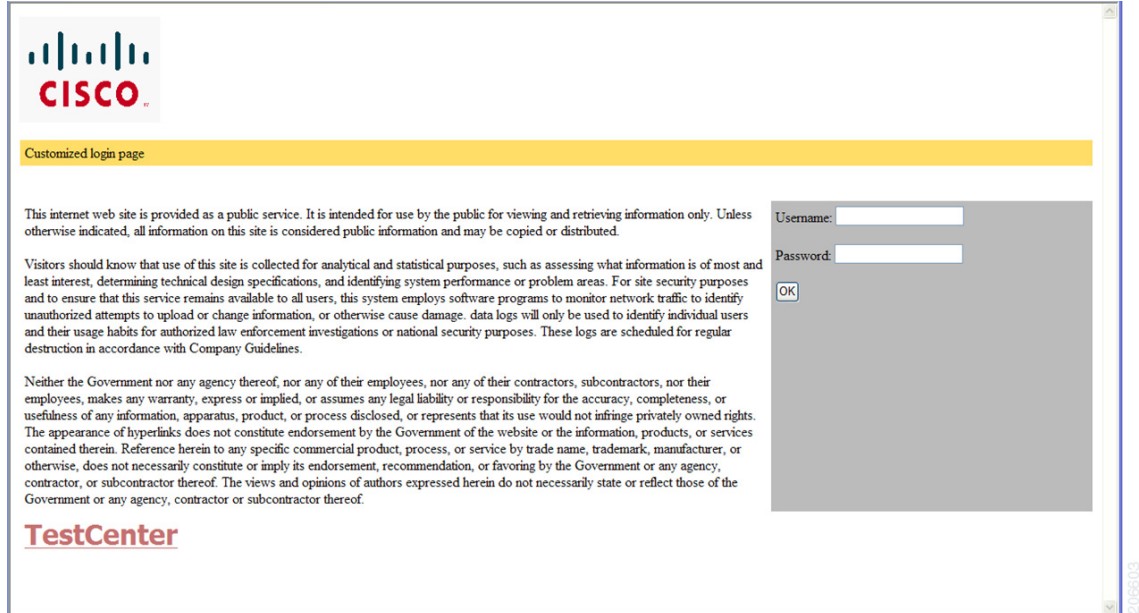 CISCO
Customized login page
This internet web site is provided as a public service. It is intended for use by the public for viewing and retrieving information only. Unless
otherwise indicated, all information on this site is considered public information and may be copied or distributed.
Username:
Visitors should know that use of this site is collected for analytical and statistical purposes, such as assessing what information is of most and
least interest, determining technical design specifications, and identifying system performance or problem areas. For site security purposes
and to ensure that this service remains available to all users, this system employs software programs to monitor network traffic to identify
unauthorized attempts to upload or change information, or otherwise cause damage. data logs will only be used to identify individual users
and their usage habits for authorized law enforcement investigations or national security purposes. These logs are scheduled for regular
destruction in accordance with Company Guidelines.
Password:
OK
Neither the Government nor any agency thereof, nor any of their employees, nor any of their contractors, subcontractors, nor their
employees, makes any warranty, express or implied, or assumes any legal liability or responsibility for the accuracy, completeness, or
usefulness of any information, apparatus, product, or process disclosed, or represents that its use would not infringe privately owned rights.
The appearance of hyperlinks does not constitute endorsement by the Government of the website or the information, products, or services
contained therein. Reference herein to any specific commercial product, process, or service by trade name, trademark, manufacturer, or
otherwise, does not necessarily constitute or imply its endorsement, recommendation, or favoring by the Government or any agency,
contractor, or subcontractor thereof. The views and opinions of authors expressed herein do not necessarily state or reflect those of the
Government or any agency, contractor or subcontractor thereof.
TestCenter
206603